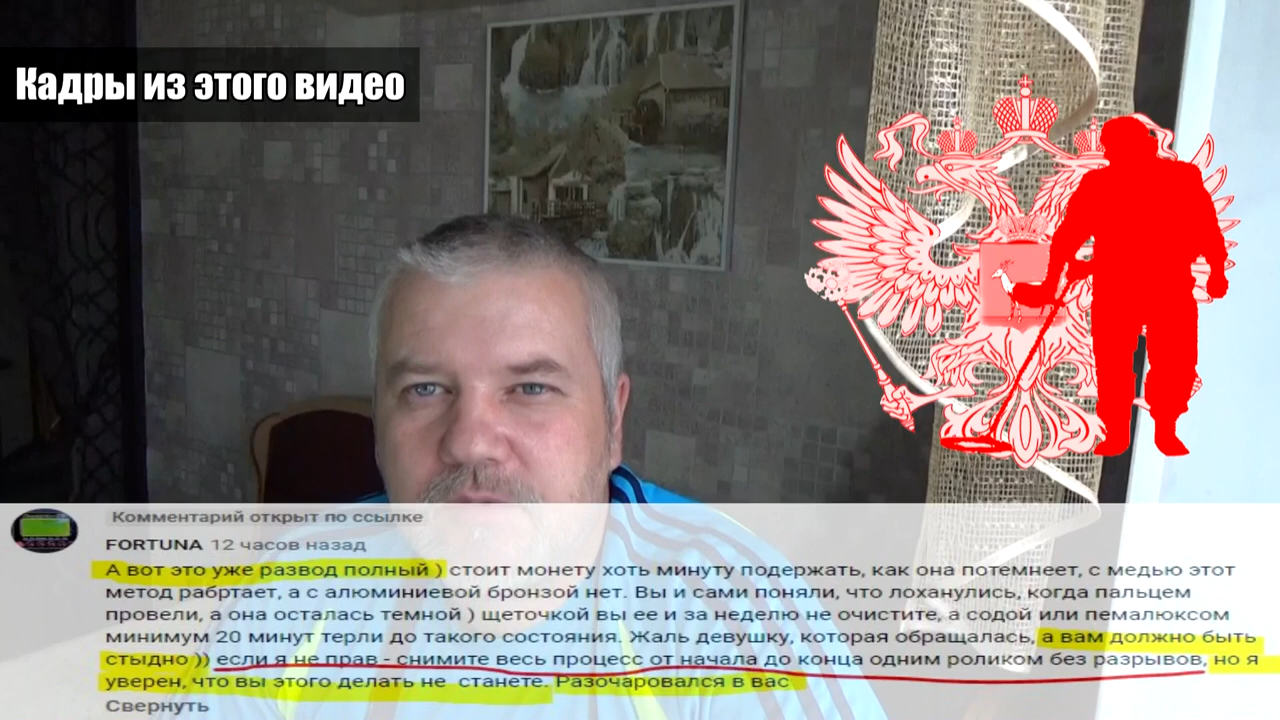 Кадры из этого видео
Комментарий открыт по ссылке
FORTUNA 12 часов назад
А вот это уже развод полный ) стоит монету хоть минуту подержать, как она потемнеет, с медью этот
метод рабртает, а с алюминиевой бронзой нет. Вы и сами поняли, что лоханулись, когда пальцем
провели, а она осталась темной ) щеточкой вы ее и за неделю не очистите, а содой или пемалюксом
минимум 20 минут терли до такого состояния. Жаль девушку, которая обращалась, а вам должно быть
стыдно )) если я не прав - снимите весь процесс от начала до конца одним роликом без разрывов, но я
уверен, что вы этого делать не станете. Разочаровался в вас
Свернуть